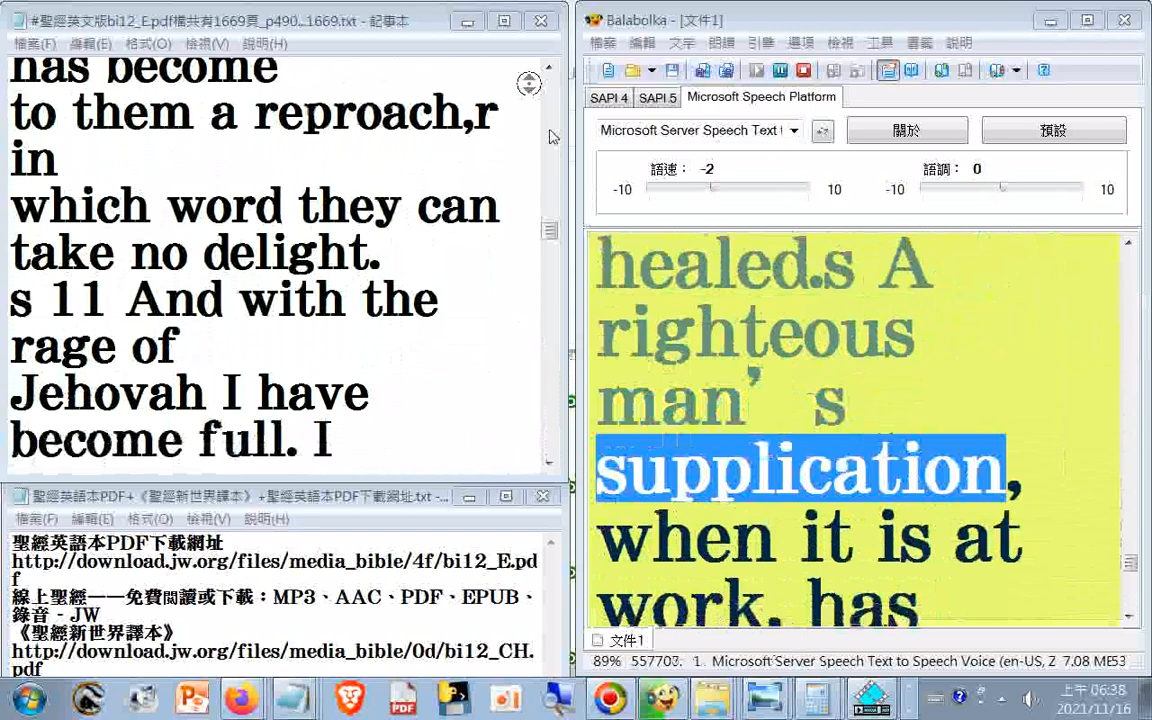 #聖經英文版bi12_E.pdf檔共有1669頁_p490...1669.txt - 記事本
檔案(F) 編輯(E) 格式(O) 檢視(V) 說明(H)
has become
to them a reproach,r
in
which word they can
take no delight.
s 11 And with the
rage of
Jehovah I have
become full. I
聖經英語本PDF+《聖經新世界譯本》+聖經英語本PDF下載網址.txt - ...
檔案(F) 編輯(E) 格式(O) 檢視(V) 說明(H)
聖經英語本PDF下載網址
http://download.jw.org/files/media_bible/4f/bi12_E.pd
f
線上聖經——免費閱讀或下載：MP3、AAC、PDF、EPUB、
錄音 - JW
《聖經新世界譯本》
http://download.jw.org/files/media_bible/0d/bi12_CH.
pdf
Balabolka - [文件1]
檔案 編輯 文字 朗讀 引擎 選項 檢視 工具 書籤 說明
SAPI 4 SAPI 5 Microsoft Speech Platform
Microsoft Server Speech Text 關於 預設
語速： -2 語調： 0
-10 10 -10 10
healed.s A
righteous
man’s
supplication,
when it is at
work, has
文件1
89% 557703. 1. Microsoft Server Speech Text to Speech Voice (en-US, Z 7.08 ME53
上午 06:38
2021/11/16